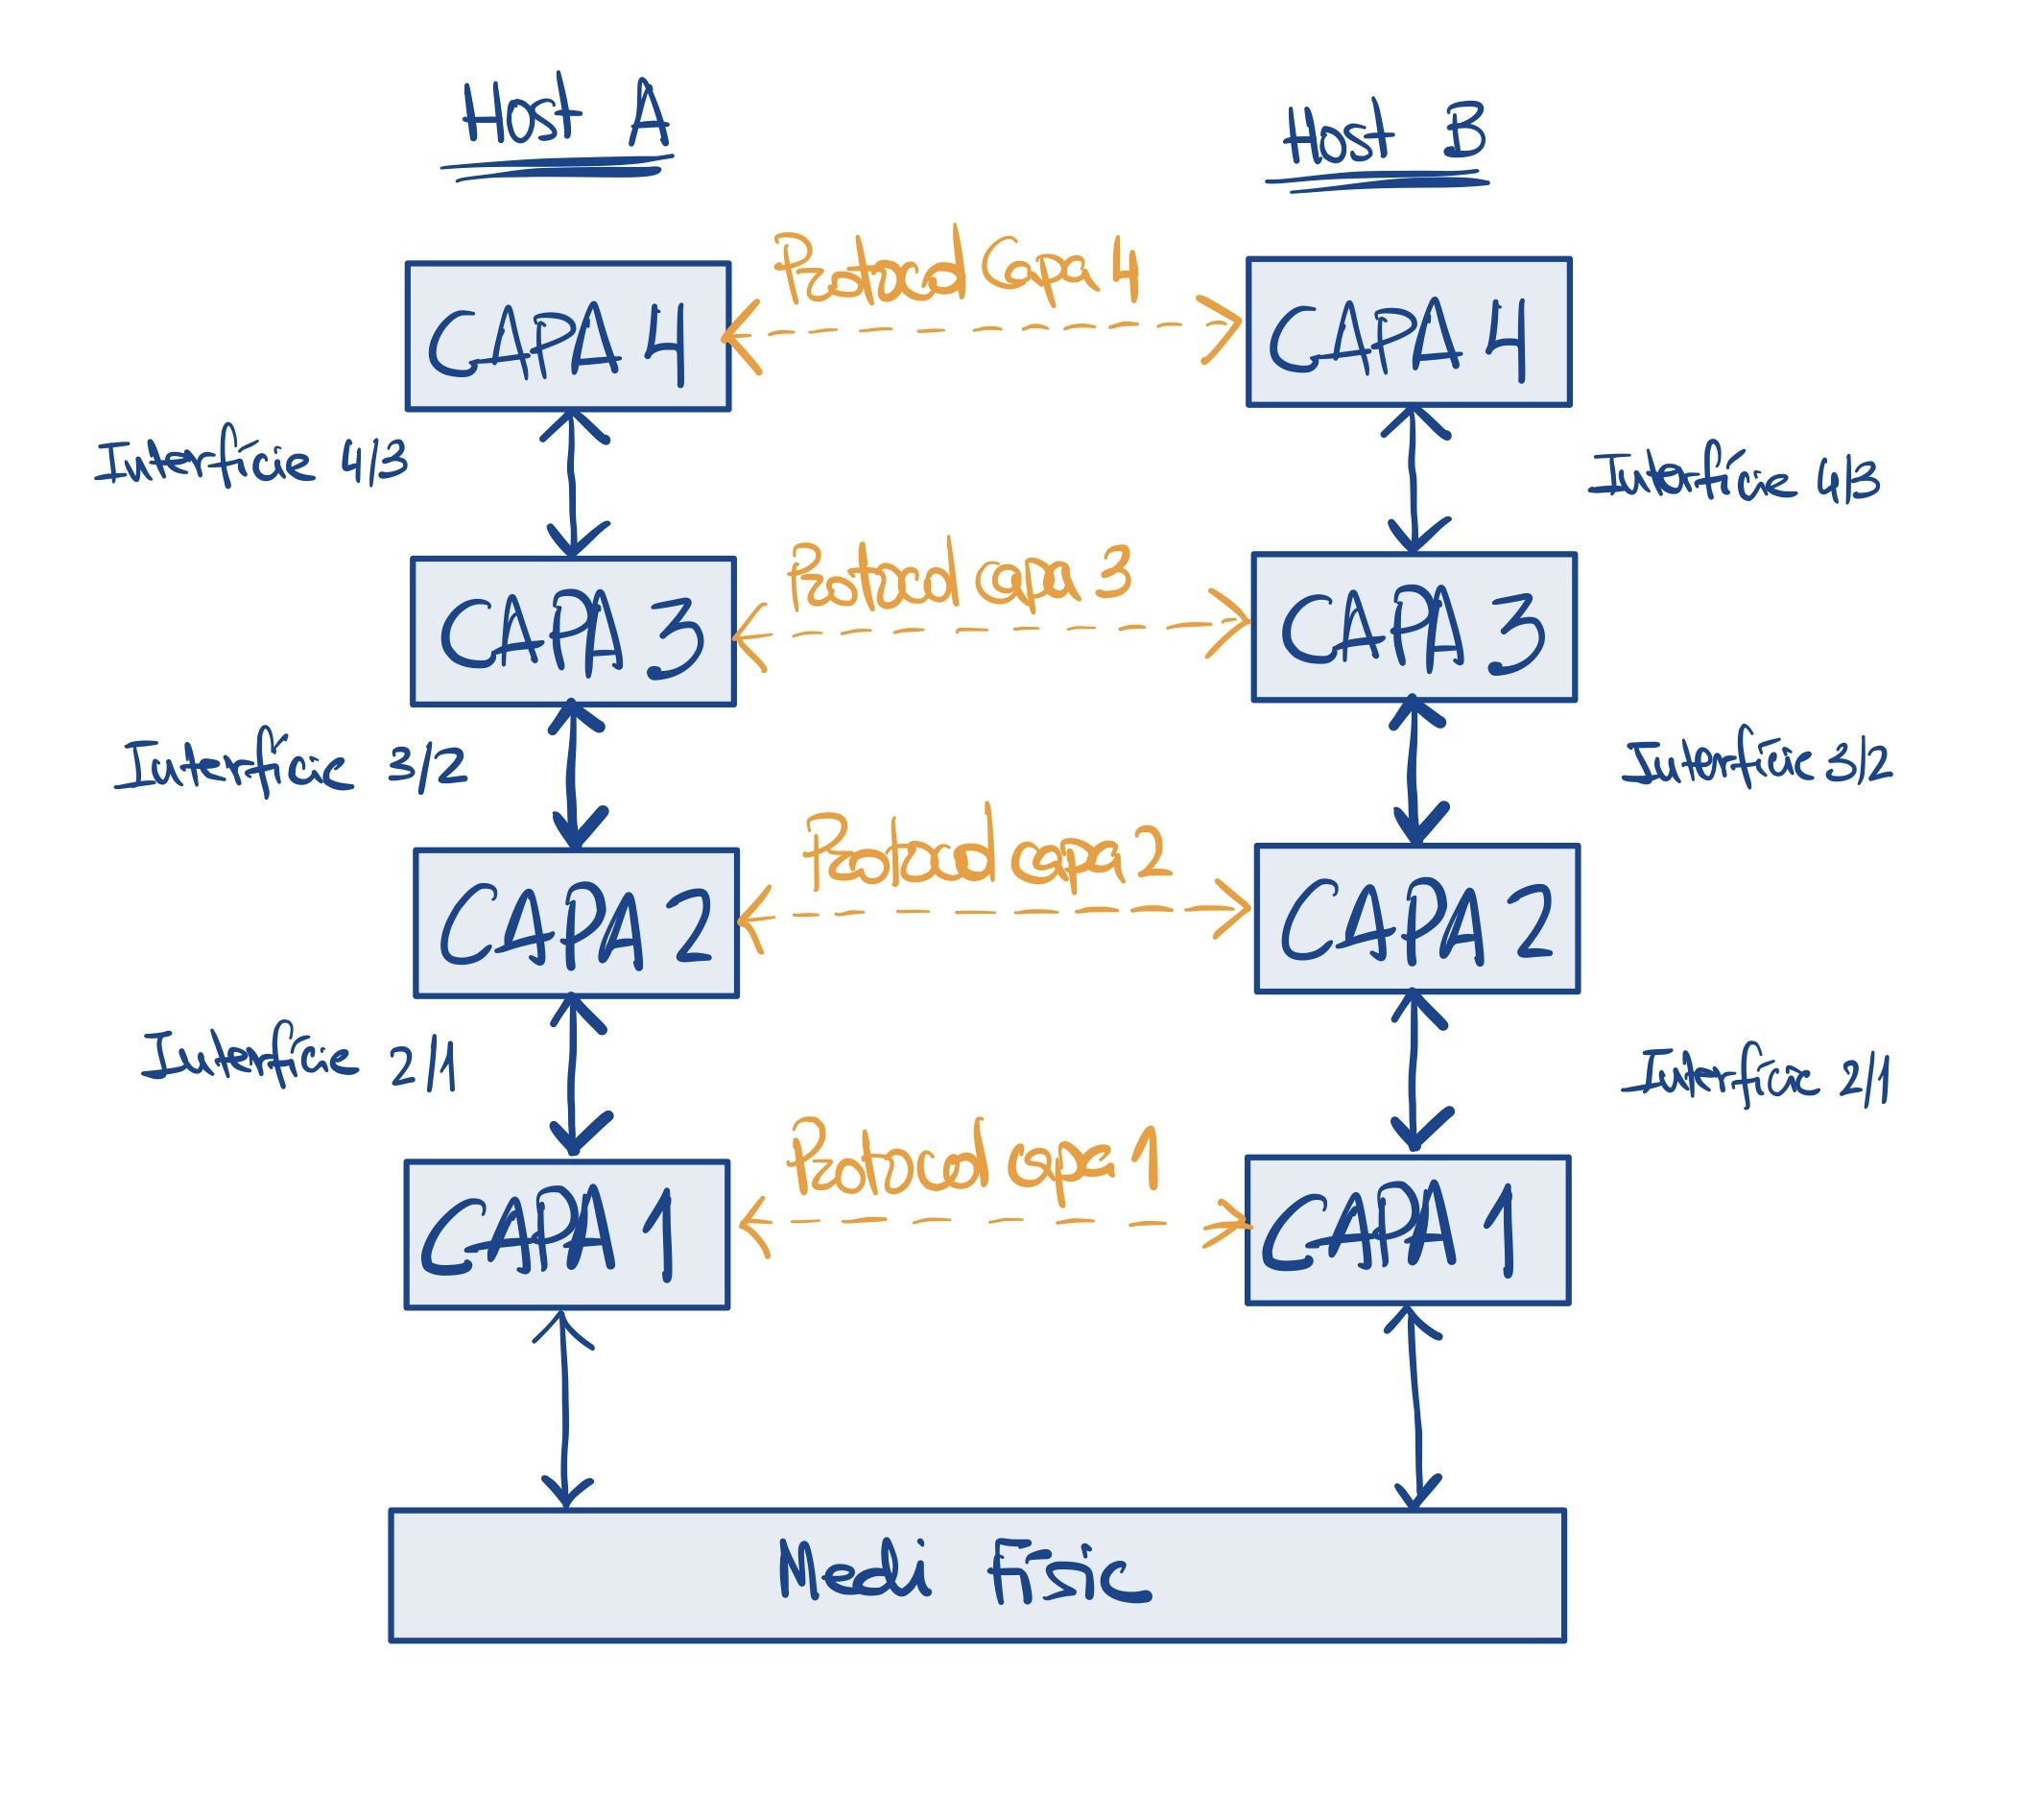 Host A
Host B
Protocol Capa 4
CAPA 4
CAPA 4
Interfície 4/3
Interfície 4/3
Protocol capa 3
CAPA 3
CAPA 3
Interfície 3/2
Interfície 3/2
Protocol capa 2
CAPA 2
CAPA 2
Interfície 2/1
Interfície 2/1
Protocol capa 1
CAPA 1
CAPA 1
Medi Físic